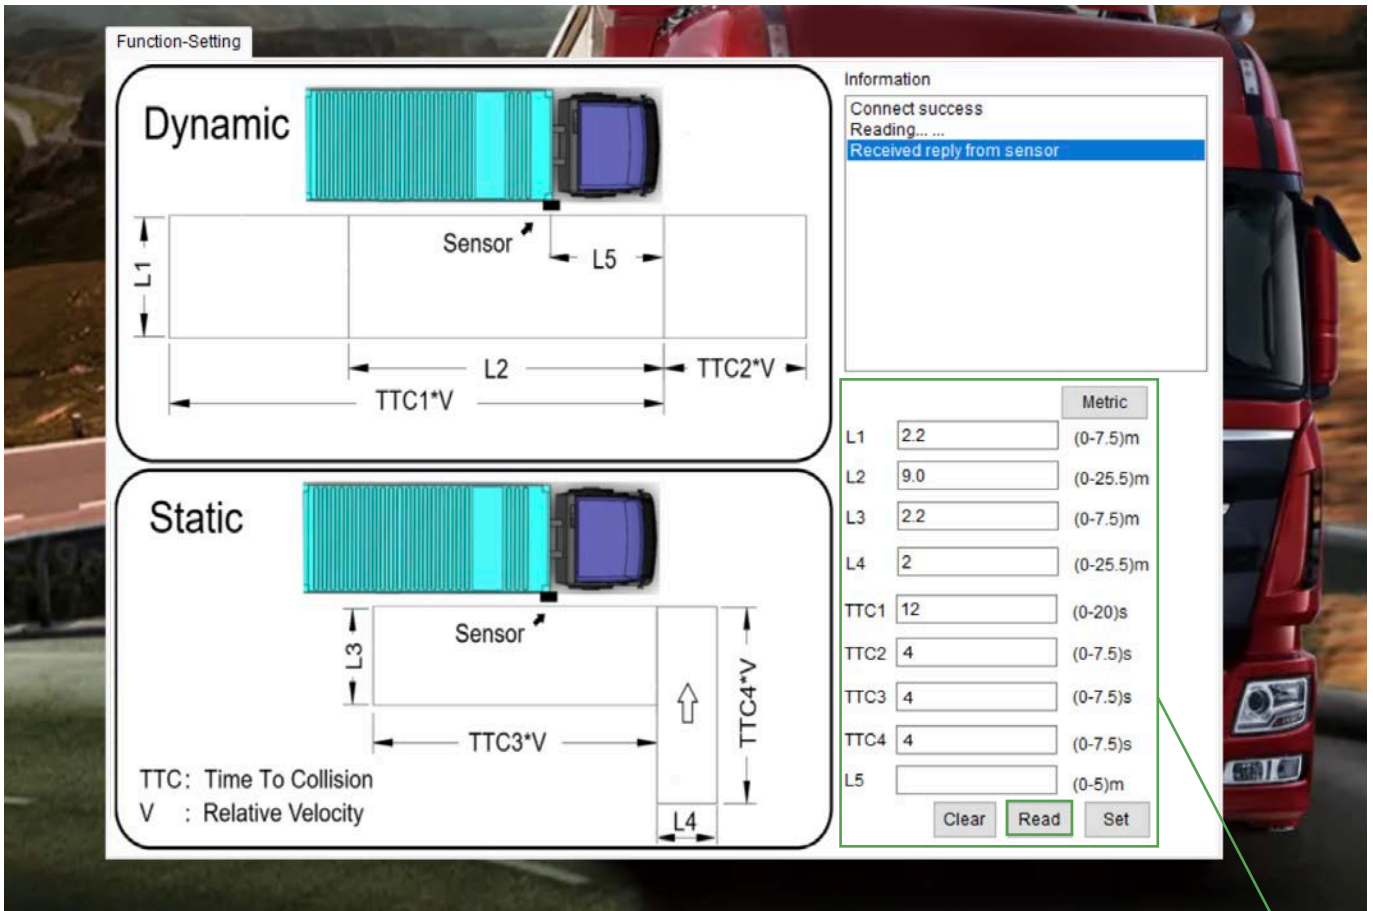 Function-Setting
Dynamic
Sensor
L5
L1
L2
TTC2*V
TTC1*V
Static
Sensor
L3
TTC4*V
TTC3*V
TTC: Time To Collision
V : Relative Velocity
L4
Information
Connect success
Reading... ...
Received reply from sensor
Metric
L1 2.2 (0-7.5)m
L2 9.0 (0-25.5)m
L3 2.2 (0-7.5)m
L4 2 (0-25.5)m
TTC1 12 (0-20)s
TTC2 4 (0-7.5)s
TTC3 4 (0-7.5)s
TTC4 4 (0-7.5)s
L5 (0-5)m
Clear Read Set